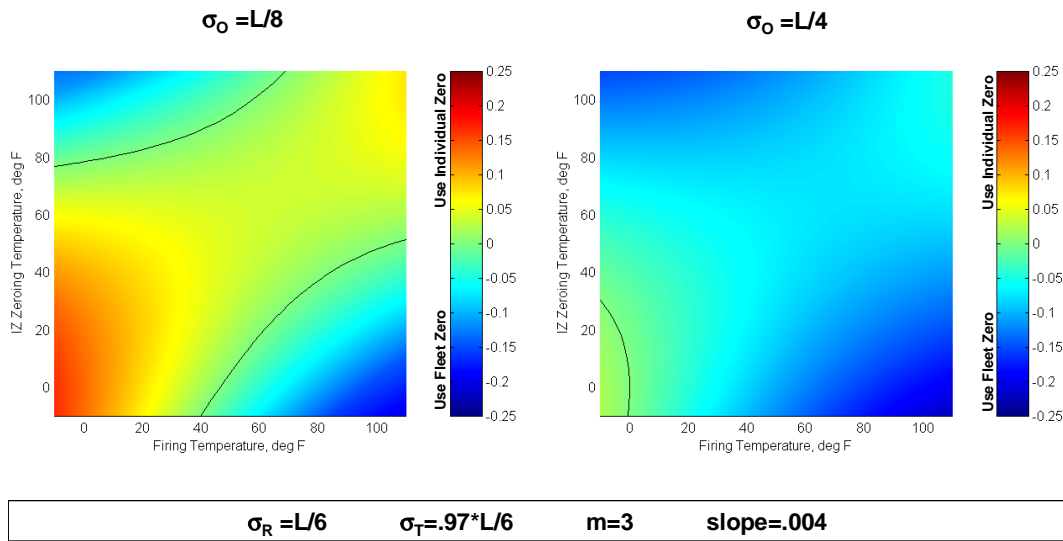 σO =L/8
σO =L/4
100
80
60
40
20
0
IZ Zeroing Temperature, deg F
0 20 40 60 80 100
Firing Temperature, deg F
Use Individual Zero
Use Fleet Zero
0.25
0.2
0.15
0.1
0.05
0
-0.05
-0.1
-0.15
-0.2
-0.25
100
80
60
40
20
0
IZ Zeroing Temperature, deg F
0 20 40 60 80 100
Firing Temperature, deg F
Use Individual Zero
Use Fleet Zero
0.25
0.2
0.15
0.1
0.05
0
-0.05
-0.1
-0.15
-0.2
-0.25
σR =L/6 σT=.97*L/6 m=3 slope=.004